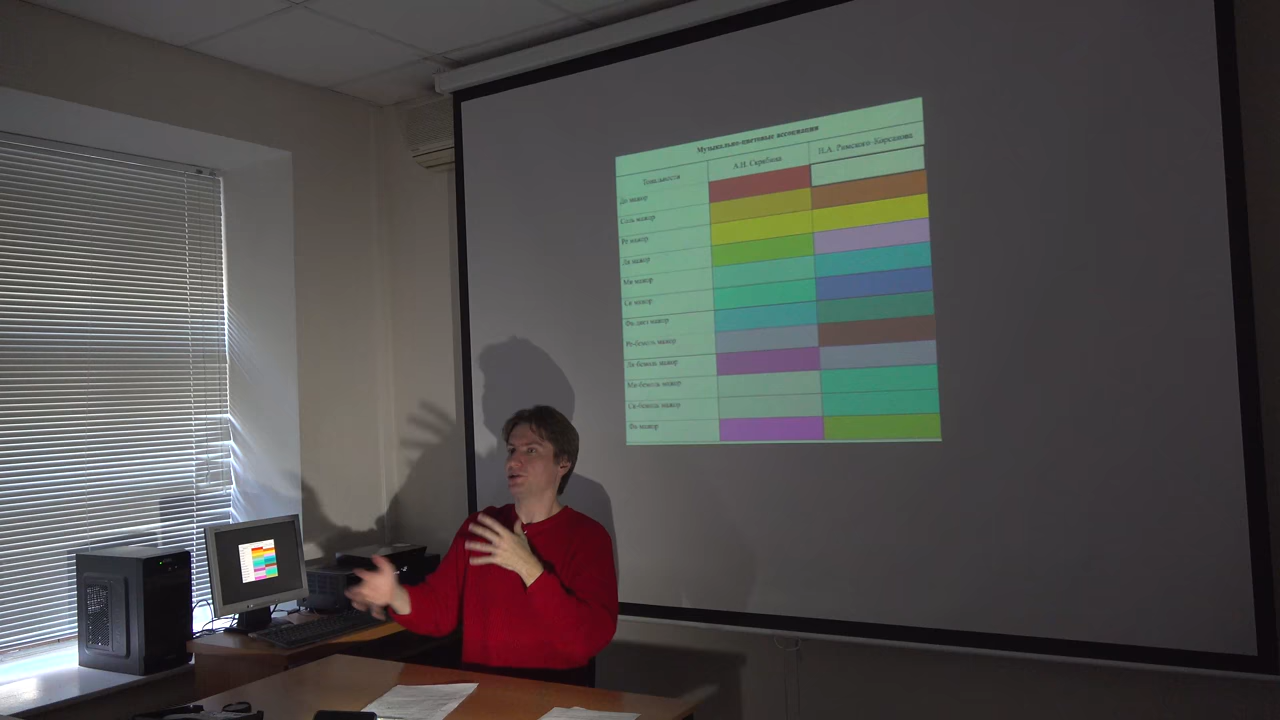 Музыкально-цветовые ассоциации
Тональности А.Н. Скрябина Н.А. Римского-Корсакова
До мажор
Соль мажор
Ре мажор
Ля мажор
Ми мажор
Си мажор
Фа-диез мажор
Ре-бемоль мажор
Ля-бемоль мажор
Ми-бемоль мажор
Си-бемоль мажор
Фа мажор